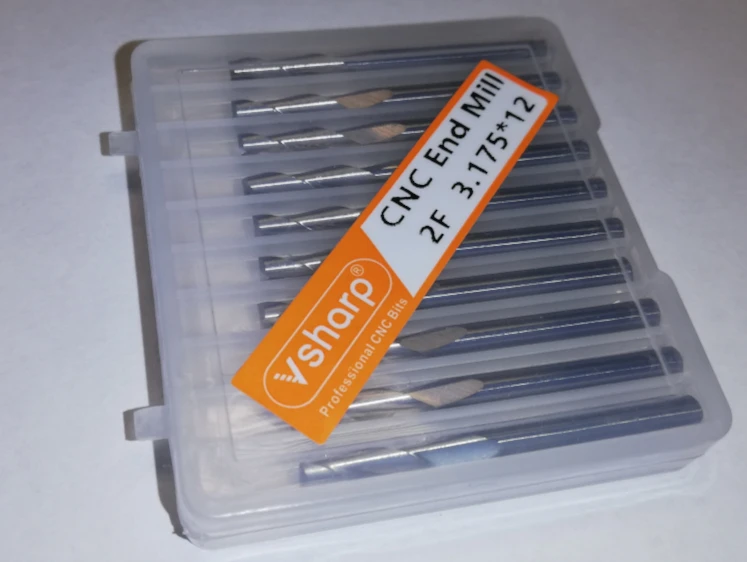 CNC End Mill
2F 3.175*12
Vsharp®
Professional CNC Bits